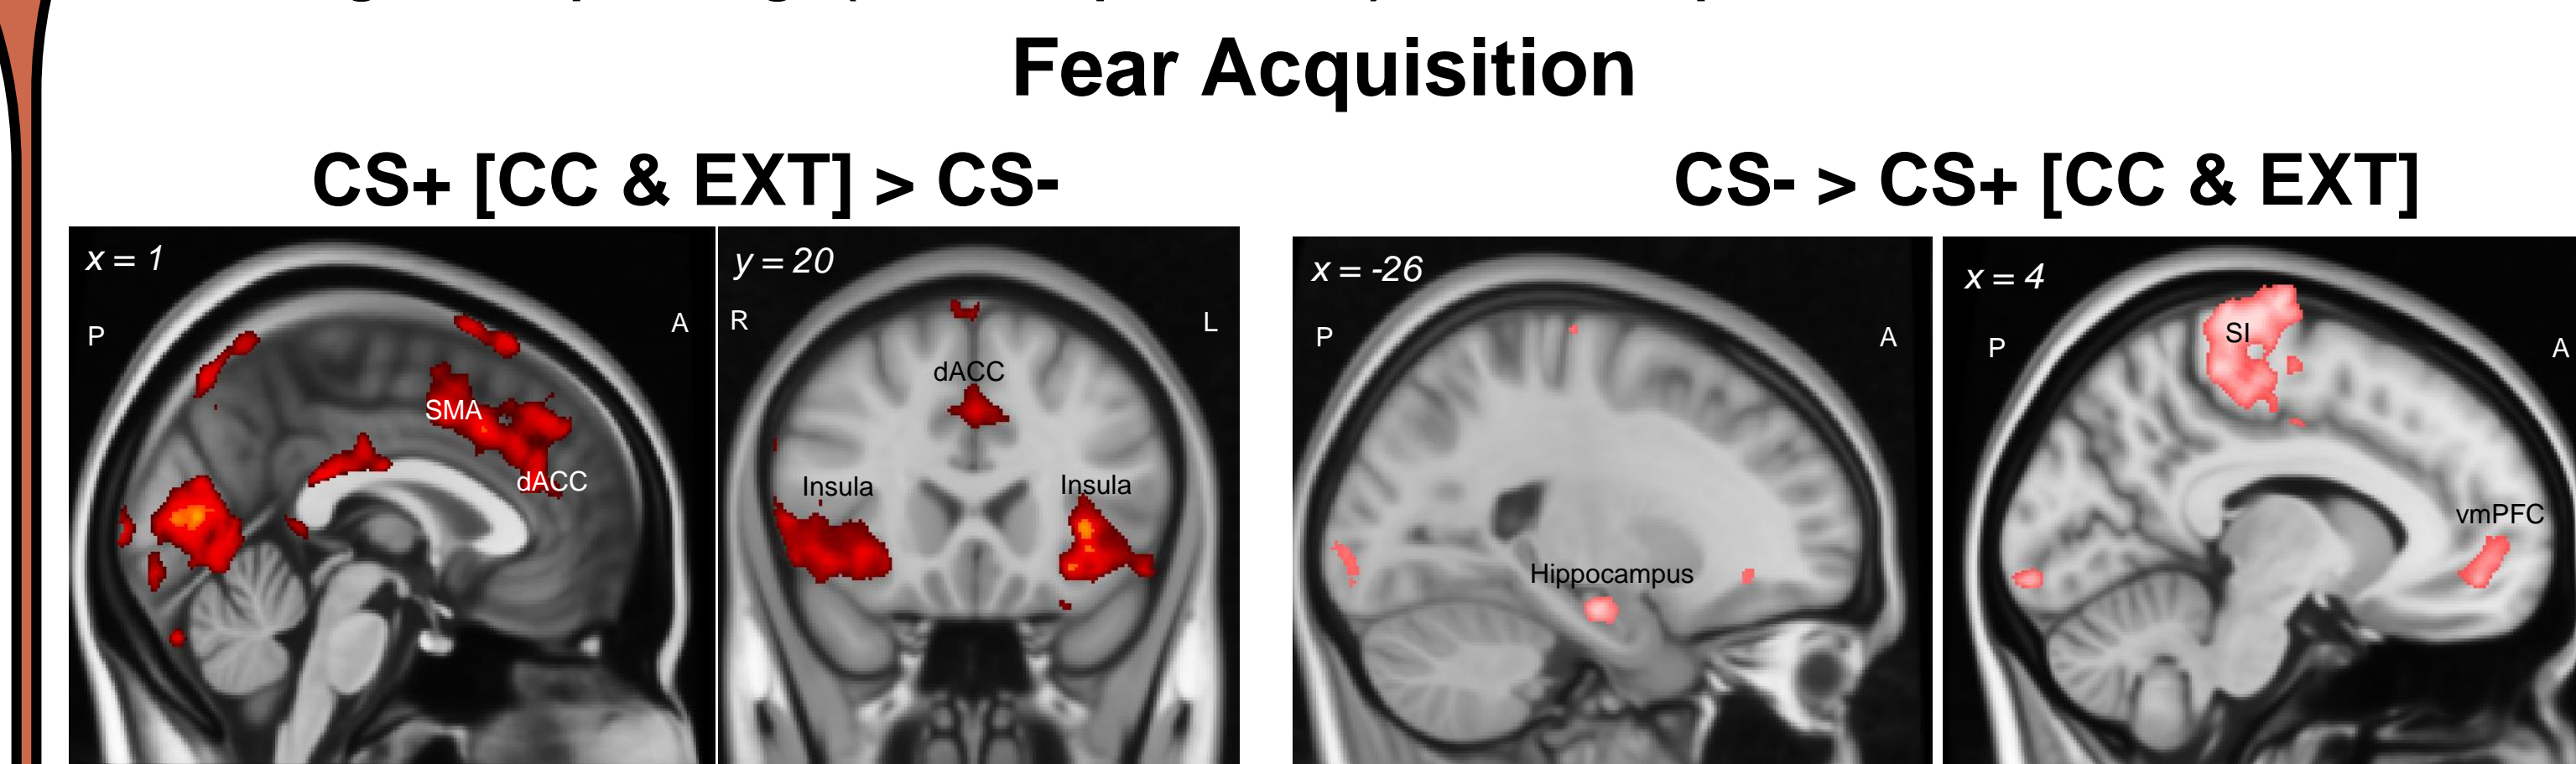 Fear Acquisition
CS+ [CC & EXT] > CS-
CS- > CS+ [CC & EXT]
x = 1
P
A
SMA
dACC
y = 20
R
L
dACC
Insula
Insula
x = -26
P
A
Hippocampus
x = 4
P
A
SI
vmPFC